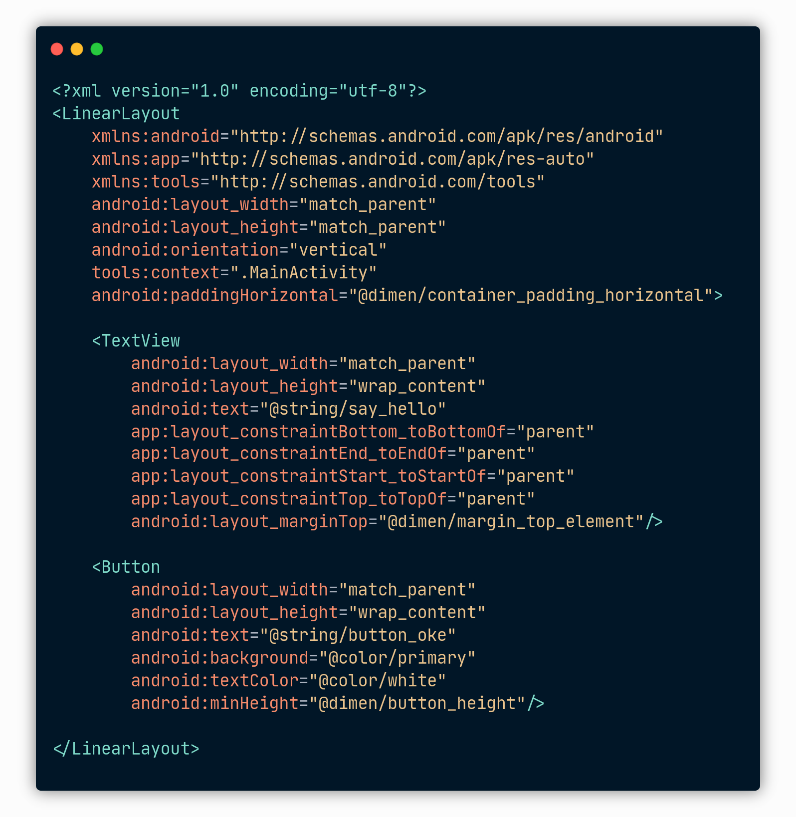 <?xml version="1.0" encoding="utf-8"?>
<LinearLayout
    xmlns:android="http://schemas.android.com/apk/res/android"
    xmlns:app="http://schemas.android.com/apk/res-auto"
    xmlns:tools="http://schemas.android.com/tools"
    android:layout_width="match_parent"
    android:layout_height="match_parent"
    android:orientation="vertical"
    tools:context=".MainActivity"
    android:paddingHorizontal="@dimen/container_padding_horizontal">

    <TextView
        android:layout_width="match_parent"
        android:layout_height="wrap_content"
        android:text="@string/say_hello"
        app:layout_constraintBottom_toBottomOf="parent"
        app:layout_constraintEnd_toEndOf="parent"
        app:layout_constraintStart_toStartOf="parent"
        app:layout_constraintTop_toTopOf="parent"
        android:layout_marginTop="@dimen/margin_top_element"/>

    <Button
        android:layout_width="match_parent"
        android:layout_height="wrap_content"
        android:text="@string/button_oke"
        android:background="@color/primary"
        android:textColor="@color/white"
        android:minHeight="@dimen/button_height"/>

</LinearLayout>